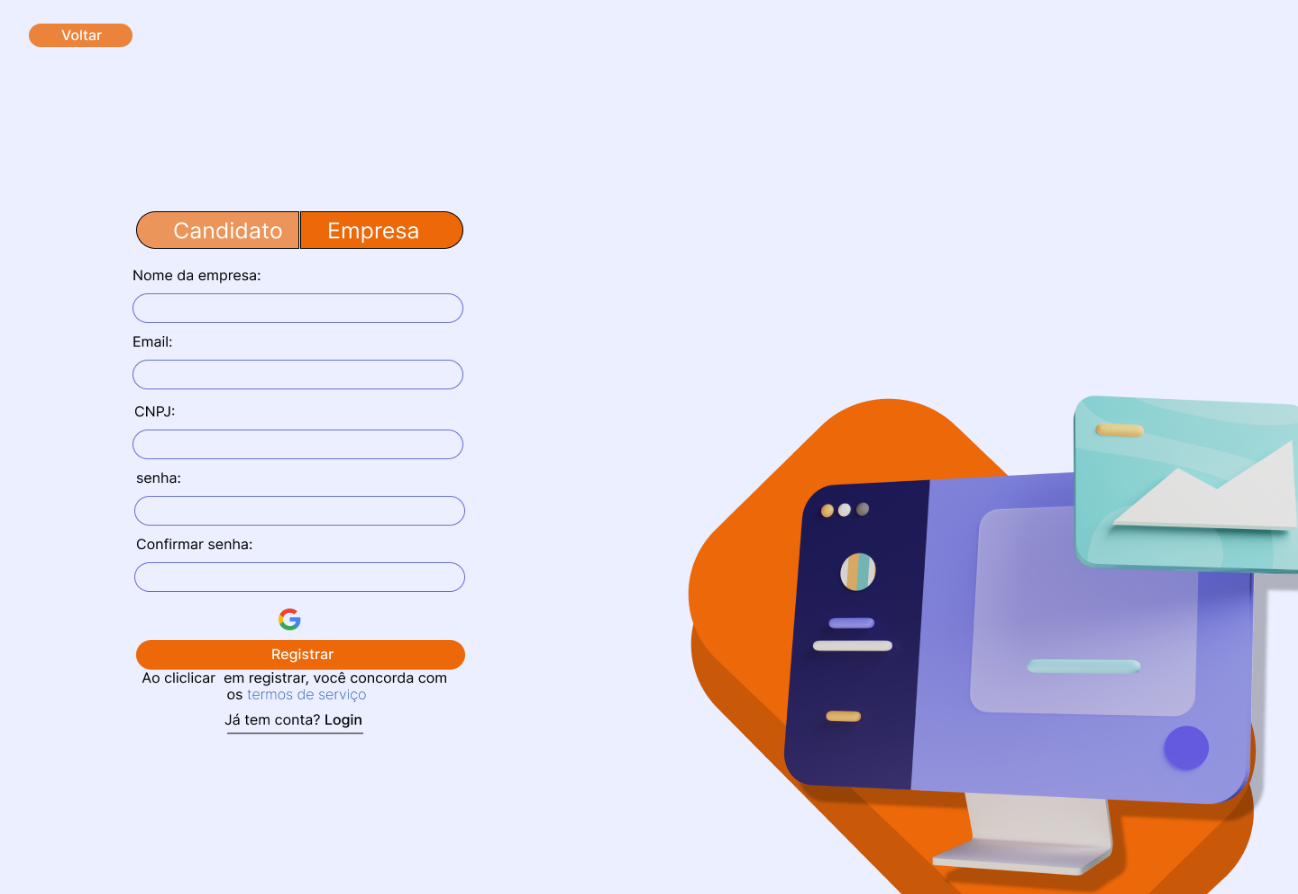 Voltar
Candidato Empresa
Nome da empresa:
Email:
CNPJ:
senha:
Confirmar senha:
Registrar
Ao cliclicar em registrar, você concorda com
os termos de serviço
Já tem conta? Login